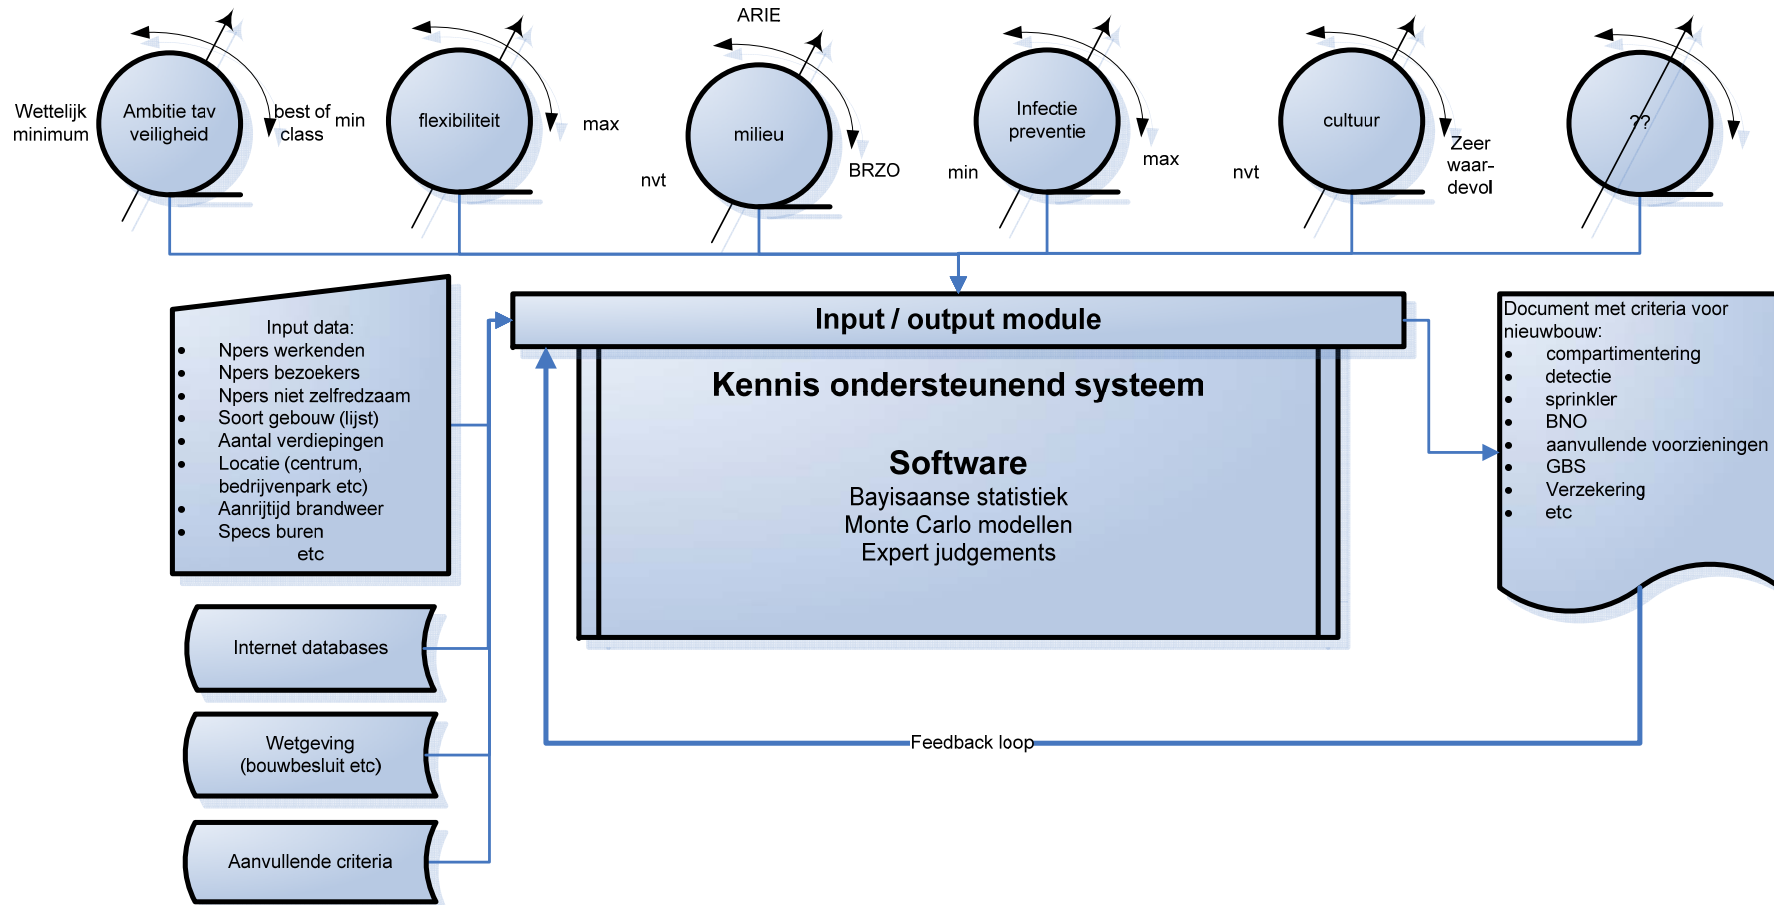 ARIE
Wettelijk
minimum
Ambitie tav
veiligheid
best of
class
min
flexibiliteit
max
nvt
milieu
BRZO
min
Infectie
preventie
max
nvt
cultuur
Zeer
waar-
devol
??
Input data:
• Npers werkenden
• Npers bezoekers
• Npers niet zelfredzaam
• Soort gebouw (lijst)
• Aantal verdiepingen
• Locatie (centrum,
bedrijvenpark etc)
• Aanrijtijd brandweer
• Specs buren
etc
Input / output module
Kennis ondersteunend systeem
Software
Bayisaanse statistiek
Monte Carlo modellen
Expert judgements
Document met criteria voor
nieuwbouw:
• compartimentering
• detectie
• sprinkler
• BNO
• aanvullende voorzieningen
• GBS
• Verzekering
• etc
Internet databases
Wetgeving
(bouwbesluit etc)
Aanvullende criteria
Feedback loop